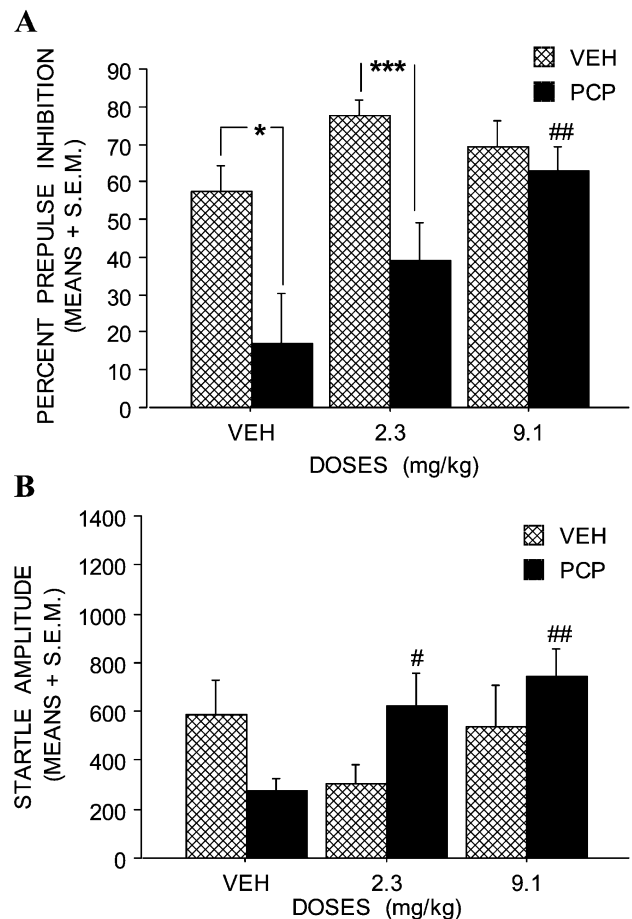 A
VEH
PCP
PERCENT PREPULSE INHIBITION
(MEANS + S.E.M.)
90
80
70
60
50
40
30
20
10
0
*
***
##
VEH 2.3 9.1
DOSES (mg/kg)
B
VEH
PCP
STARTLE AMPLITUDE
(MEANS + S.E.M.)
1400
1200
1000
800
600
400
200
0
#
##
VEH 2.3 9.1
DOSES (mg/kg)